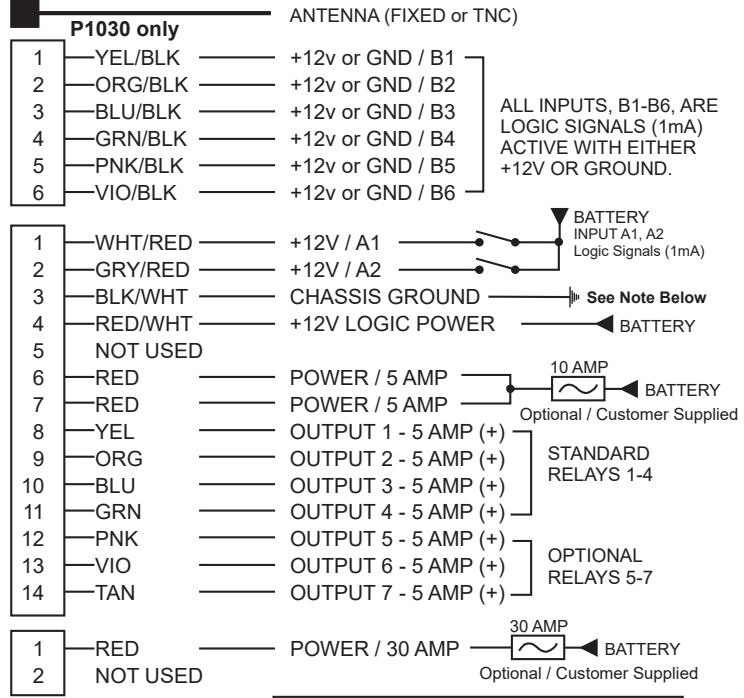 ANTENNA (FIXED or TNC)
P1030 only
1 YEL/BLK +12v or GND / B1
2 ORG/BLK +12v or GND / B2
3 BLU/BLK +12v or GND / B3
4 GRN/BLK +12v or GND / B4
5 PNK/BLK +12v or GND / B5
6 VIO/BLK +12v or GND / B6
ALL INPUTS, B1-B6, ARE
LOGIC SIGNALS (1mA)
ACTIVE WITH EITHER
+12V OR GROUND.
BATTERY
INPUT A1, A2
Logic Signals (1mA)
1 WHT/RED +12V / A1
2 GRY/RED +12V / A2
3 BLK/WHT CHASSIS GROUND See Note Below
4 RED/WHT +12V LOGIC POWER BATTERY
5 NOT USED
6 RED POWER / 5 AMP
7 RED POWER / 5 AMP
10 AMP
BATTERY
Optional / Customer Supplied
8 YEL OUTPUT 1 - 5 AMP (+)
9 ORG OUTPUT 2 - 5 AMP (+)
10 BLU OUTPUT 3 - 5 AMP (+)
11 GRN OUTPUT 4 - 5 AMP (+)
STANDARD
RELAYS 1-4
12 PNK OUTPUT 5 - 5 AMP (+)
13 VIO OUTPUT 6 - 5 AMP (+)
14 TAN OUTPUT 7 - 5 AMP (+)
OPTIONAL
RELAYS 5-7
30 AMP
1 RED POWER / 30 AMP BATTERY
2 NOT USED
Optional / Customer Supplied